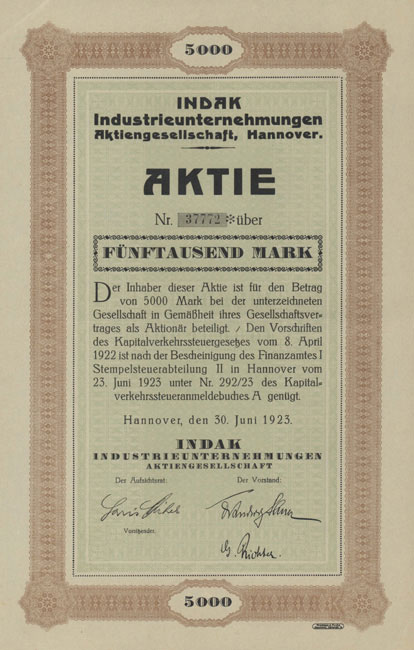 5000
INDAK
Industrieunternehmungen
Aktiengesellschaft, Hannover.
AKTIE
Nr. 37772 ※ über
FÜNFTAUSEND MARK
Der Inhaber dieser Aktie ist für den Betrag
von 5000 Mark bei der unterzeichneten
Gesellschaft in Gemäßheit ihres Gesellschaftsver-
trages als Aktionär beteiligt. / Den Vorschriften
des Kapitalverkehrssteuergesetzes vom 8. April
1922 ist nach der Bescheinigung des Finanzamtes I
Stempelsteuerabteilung II in Hannover vom
23. Juni 1923 unter Nr. 292/23 des Kapital-
verkehrssteueranmeldebuches A genügt.
Hannover, den 30. Juni 1923.
INDAK
INDUSTRIEUNTERNEHMUNGEN
AKTIENGESELLSCHAFT
Der Aufsichtsrat: Der Vorstand:
Vorsitzender.
G. Richter.
5000